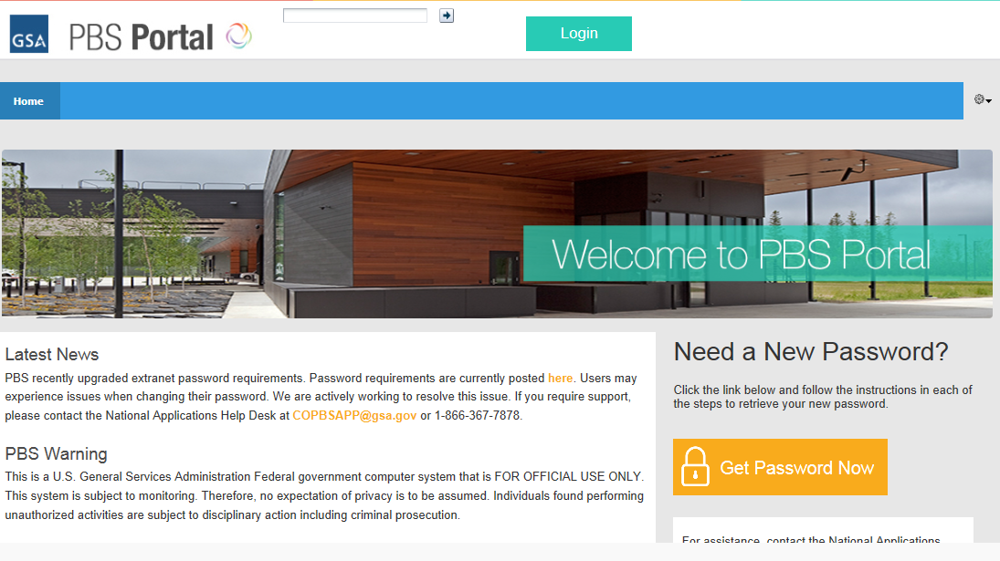 GSA
PBS Portal
Login
Home
Welcome to PBS Portal
Latest News
PBS recently upgraded extranet password requirements. Password requirements are currently posted here. Users may
experience issues when changing their password. We are actively working to resolve this issue. If you require support,
please contact the National Applications Help Desk at COPBSAPP@gsa.gov or 1-866-367-7878.
PBS Warning
This is a U.S. General Services Administration Federal government computer system that is FOR OFFICIAL USE ONLY.
This system is subject to monitoring. Therefore, no expectation of privacy is to be assumed. Individuals found performing
unauthorized activities are subject to disciplinary action including criminal prosecution.
Need a New Password?
Click the link below and follow the instructions in each of
the steps to retrieve your new password.
Get Password Now
For assistance, contact the National Applications